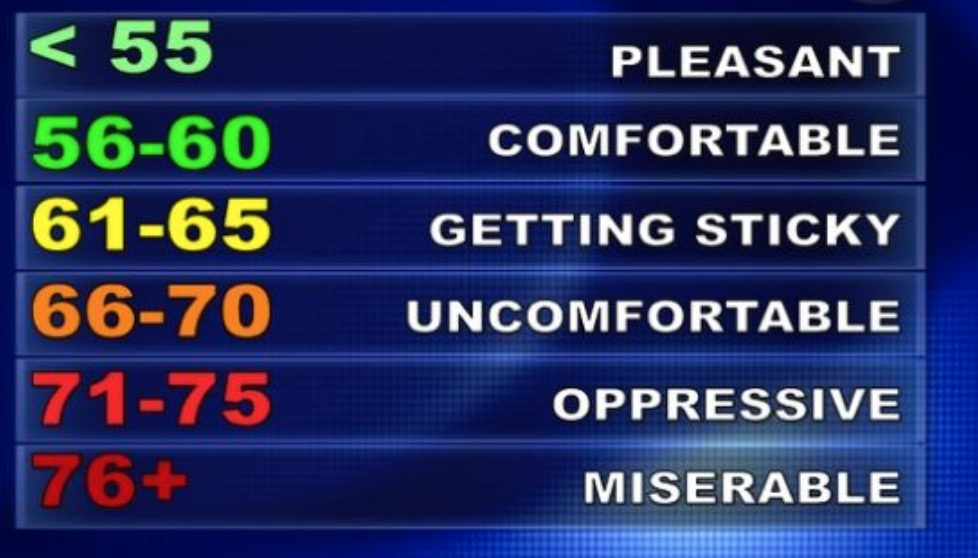 < 55 PLEASANT
56-60 COMFORTABLE
61-65 GETTING STICKY
66-70 UNCOMFORTABLE
71-75 OPPRESSIVE
76+ MISERABLE